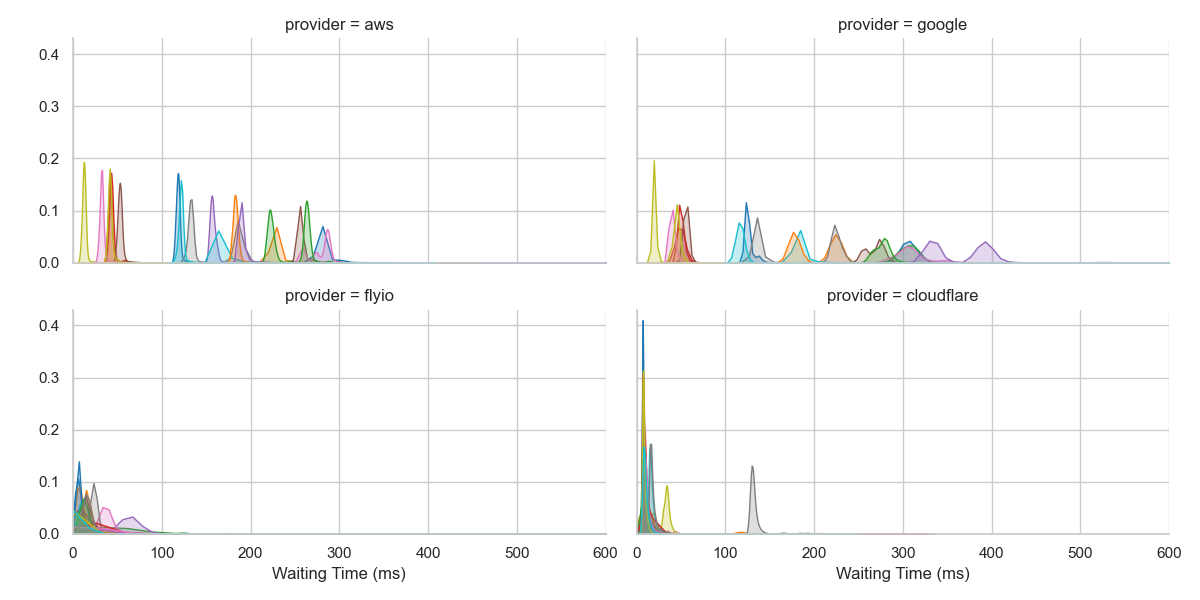 provider = aws
provider = google
0.4
0.3
0.2
0.1
0.0
provider = flyio
provider = cloudflare
0.4
0.3
0.2
0.1
0.0
0 100 200 300 400 500 600
0 100 200 300 400 500 600
Waiting Time (ms)
Waiting Time (ms)